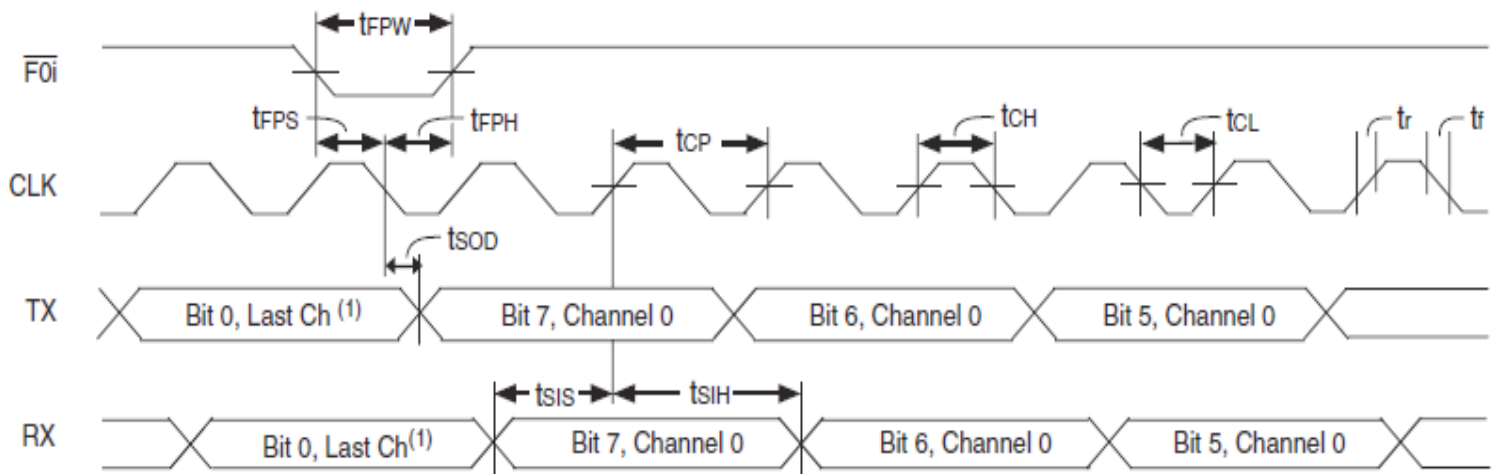 tFPW
F0i
tFPS
tFPH
tCP
tCH
tCL
tr
tf
CLK
tSOD
TX
Bit 0, Last Ch (1)
Bit 7, Channel 0
Bit 6, Channel 0
Bit 5, Channel 0
tSIS
tSIH
RX
Bit 0, Last Ch(1)
Bit 7, Channel 0
Bit 6, Channel 0
Bit 5, Channel 0